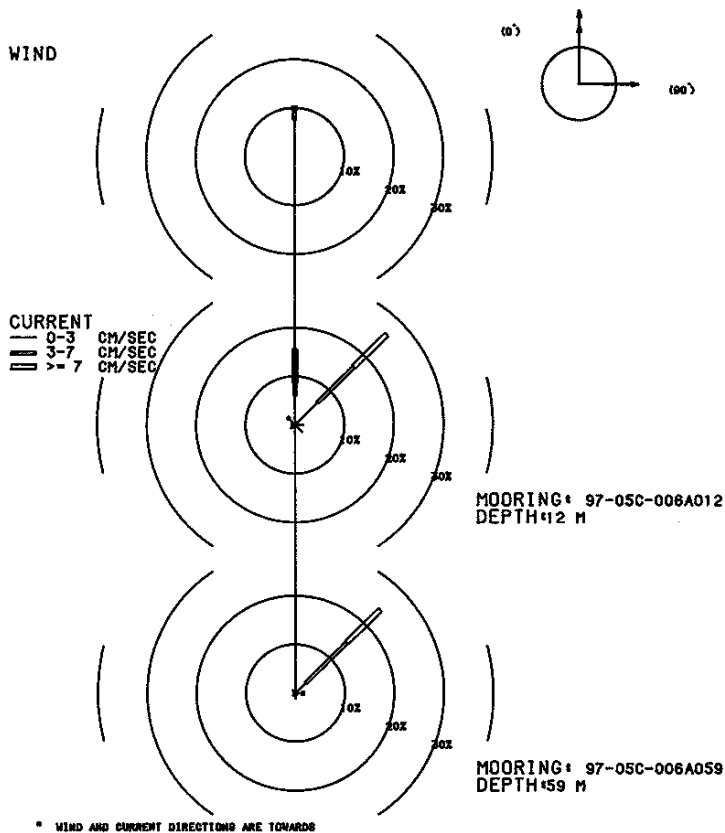 WIND
(0°)
(90°)
10%
20%
30%
CURRENT
0-3 CM/SEC
3-7 CM/SEC
>= 7 CM/SEC
10%
20%
30%
MOORING: 97-05C-006A012
DEPTH:12 M
10%
20%
30%
MOORING: 97-05C-006A059
DEPTH:59 M
* WIND AND CURRENT DIRECTIONS ARE TOWARDS